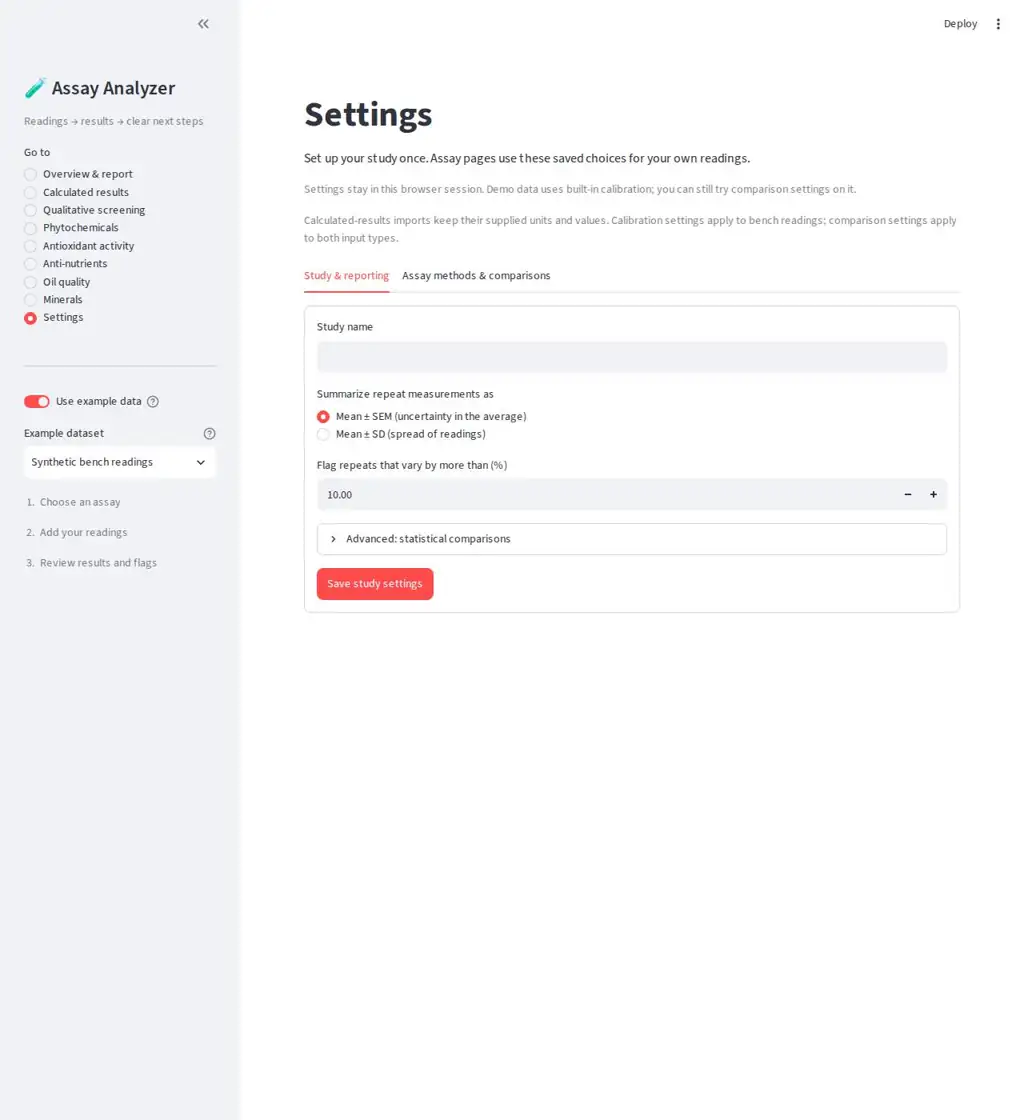 Deploy
Assay Analyzer
Readings → results → clear next steps
Go to
Overview & report
Calculated results
Qualitative screening
Phytochemicals
Antioxidant activity
Anti-nutrients
Oil quality
Minerals
Settings
Use example data
Example dataset
Synthetic bench readings
1. Choose an assay
2. Add your readings
3. Review results and flags
Settings
Set up your study once. Assay pages use these saved choices for your own readings.
Settings stay in this browser session. Demo data uses built-in calibration; you can still try comparison settings on it.
Calculated-results imports keep their supplied units and values. Calibration settings apply to bench readings; comparison settings apply
to both input types.
Study & reporting Assay methods & comparisons
Study name
Summarize repeat measurements as
Mean ± SEM (uncertainty in the average)
Mean ± SD (spread of readings)
Flag repeats that vary by more than (%)
10.00
Advanced: statistical comparisons
Save study settings